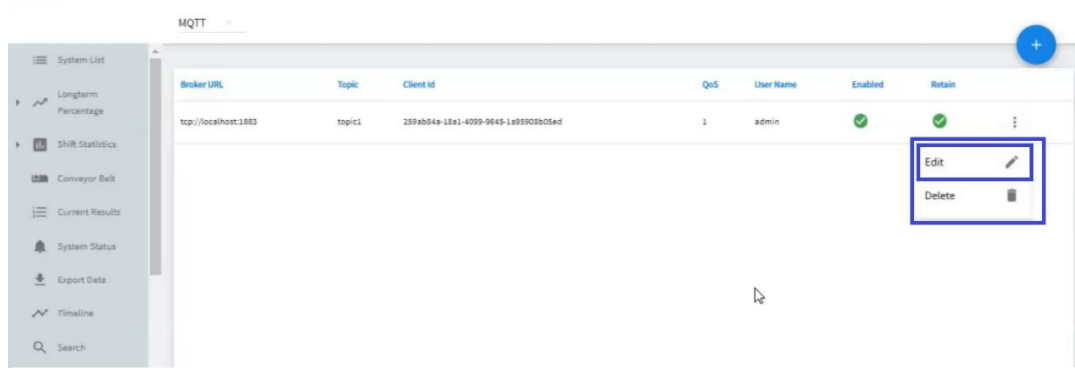 MQTT
System List
Longterm
Percentage
Shift Statistics
Conveyor Belt
Current Results
System Status
Export Data
Timeline
Search
+
Broker URL Topic Client Id QoS User Name Enabled Retain
tcp://localhost:1883 topic1 259ab84a-18a1-4099-9645-1a95908b05ed 1 admin
Edit
Delete